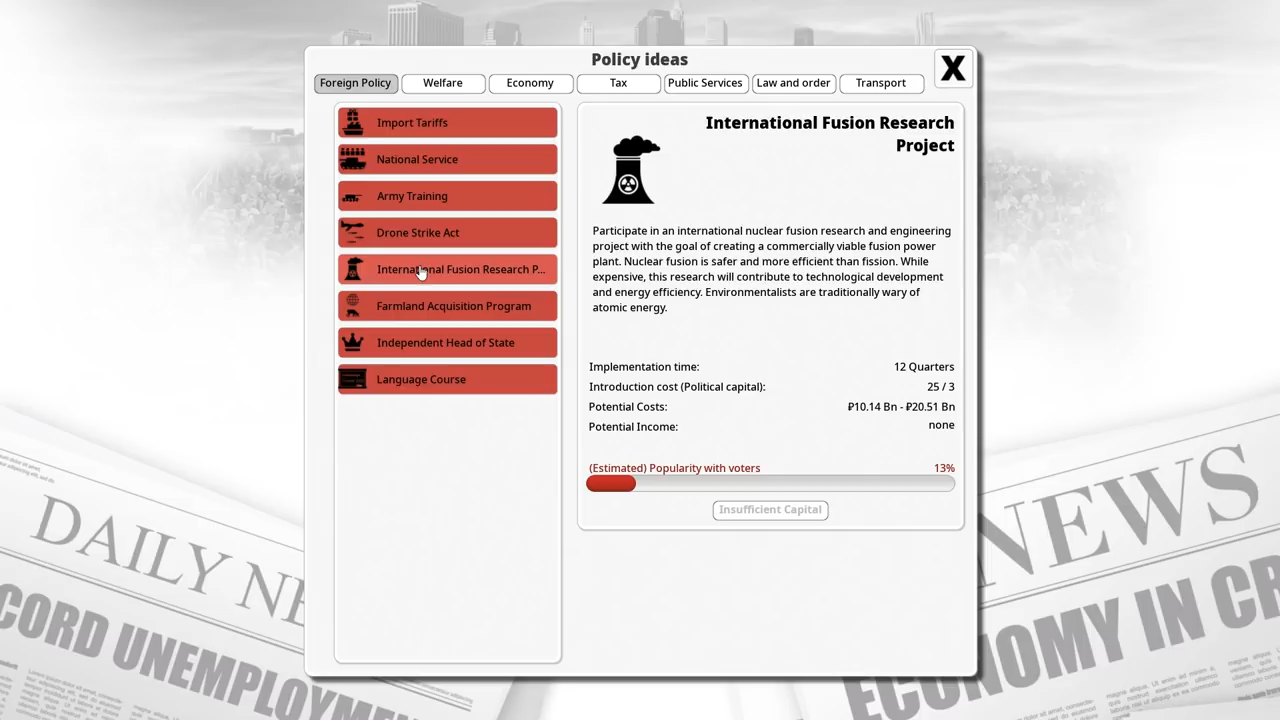 Policy ideas
X
Foreign Policy
Welfare
Economy
Tax
Public Services
Law and order
Transport
Import Tariffs
National Service
Army Training
Drone Strike Act
International Fusion Research P...
Farmland Acquisition Program
Independent Head of State
Language Course
International Fusion Research
Project
Participate in an international nuclear fusion research and engineering
project with the goal of creating a commercially viable fusion power
plant. Nuclear fusion is safer and more efficient than fission. While
expensive, this research will contribute to technological development
and energy efficiency. Environmentalists are traditionally wary of
atomic energy.
Implementation time: 12 Quarters
Introduction cost (Political capital): 25 / 3
Potential Costs: ₽10.14 Bn - ₽20.51 Bn
Potential Income: none
(Estimated) Popularity with voters 13%
Insufficient Capital
DAILY NE
CORD UNEMPLOYME
NEWS
ECONOMY IN CR